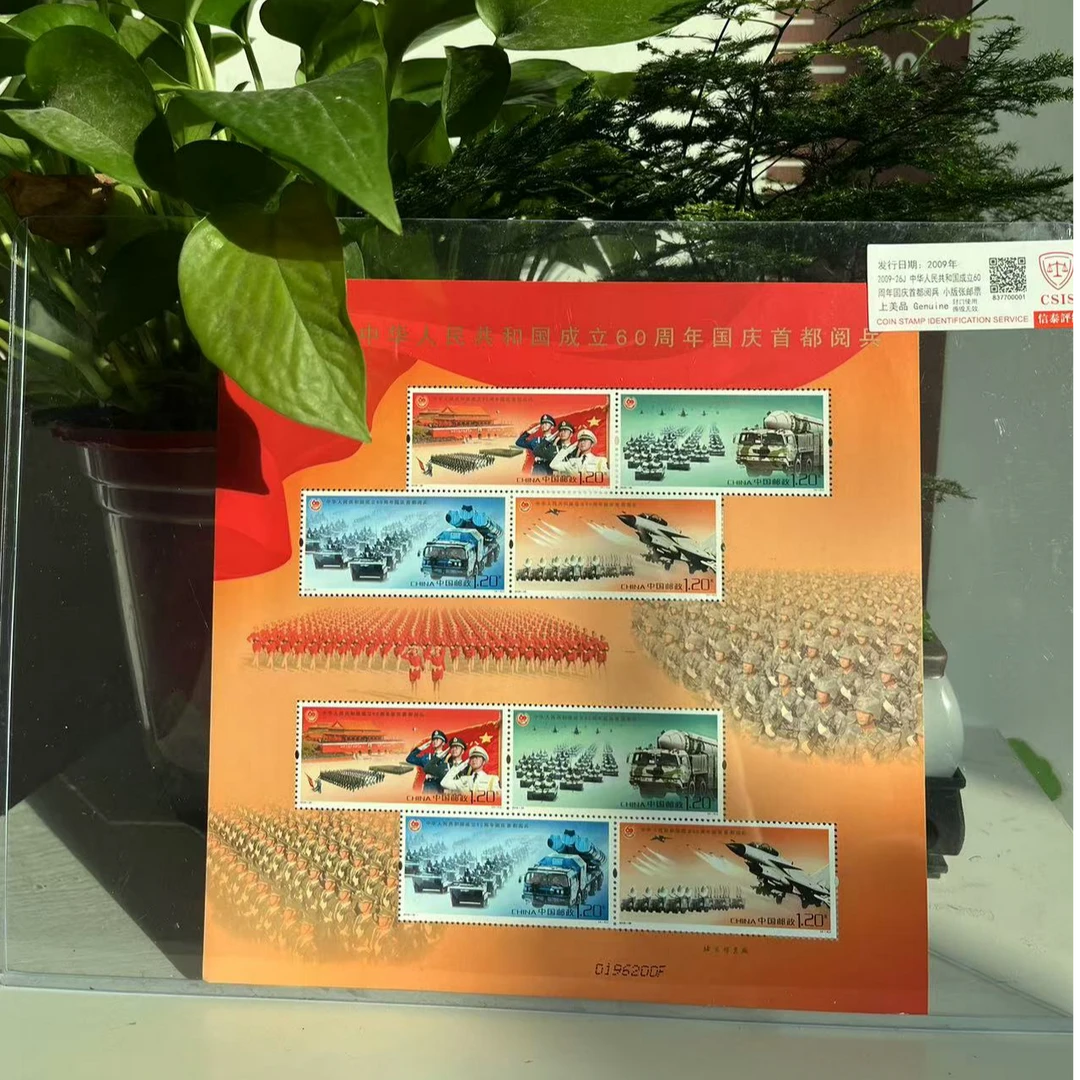 发行日期：2009年
2009-26J 中华人民共和国成立60
周年国庆首都阅兵 小版张邮票
上美品 Genuine
837700001
COIN STAMP IDENTIFICATION SERVICE
CSIS
信泰評
中华人民共和国成立60周年国庆首都阅兵
CHINA 中国邮政 1.20
CHINA 中国邮政 1.20
CHINA 中国邮政 1.20
CHINA 中国邮政 1.20
CHINA 中国邮政 1.20
CHINA 中国邮政 1.20
CHINA 中国邮政 1.20
CHINA 中国邮政 1.20
0196200F